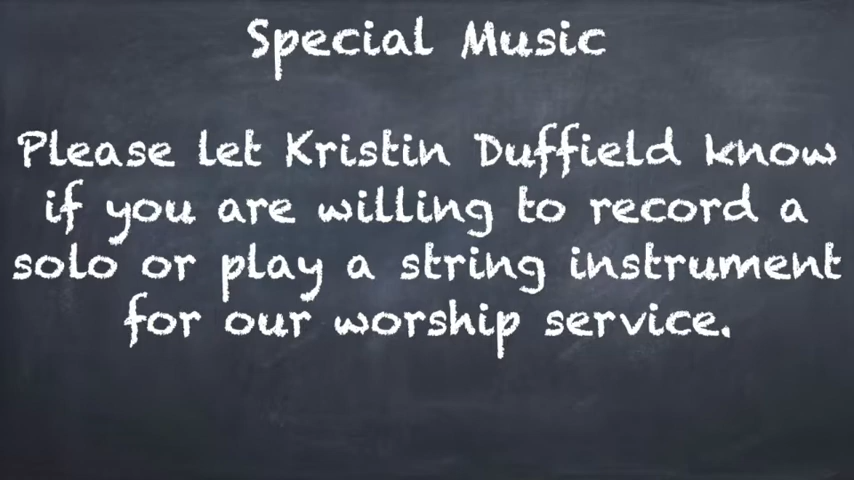 Special Music
Please let Kristin Duffield know
if you are willing to record a
solo or play a string instrument
for our worship service.